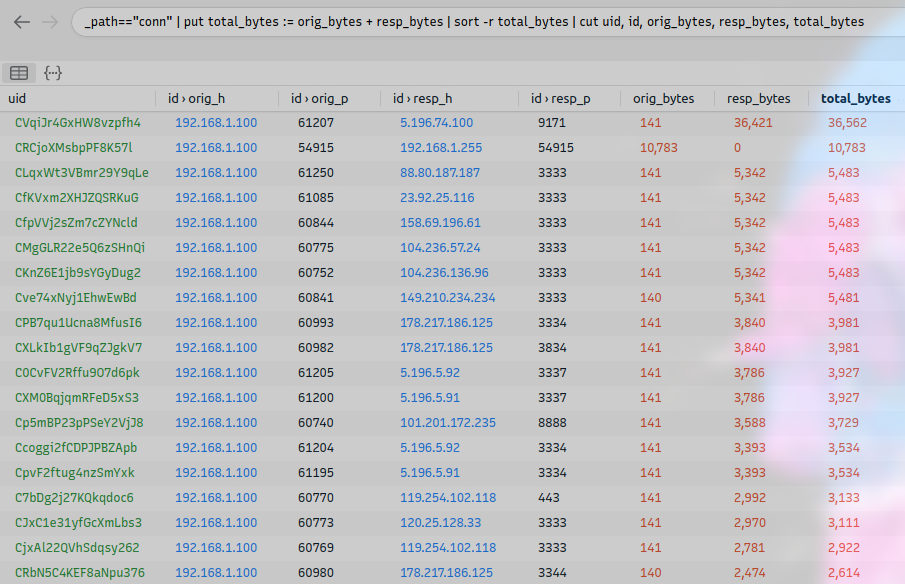 _path=="conn" | put total_bytes := orig_bytes + resp_bytes | sort -r total_bytes | cut uid, id, orig_bytes, resp_bytes, total_bytes
uid id › orig_h id › orig_p id › resp_h id › resp_p orig_bytes resp_bytes total_bytes
CVqiJr4GxHW8vzpfh4 192.168.1.100 61207 5.196.74.100 9171 141 36,421 36,562
CRCjoXMsbpPF8K57l 192.168.1.100 54915 192.168.1.255 54915 10,783 0 10,783
CLqxWt3VBmr29Y9qLe 192.168.1.100 61250 88.80.187.187 3333 141 5,342 5,483
CfKVxm2XHJZQSRKuG 192.168.1.100 61085 23.92.25.116 3333 141 5,342 5,483
CfpVVj2sZm7cZYNcld 192.168.1.100 60844 158.69.196.61 3333 141 5,342 5,483
CMgGLR22e5Q6zSHnQi 192.168.1.100 60775 104.236.57.24 3333 141 5,342 5,483
CKnZ6E1jb9sYGyDug2 192.168.1.100 60752 104.236.136.96 3333 141 5,342 5,483
Cve74xNyj1EhwEwBd 192.168.1.100 60841 149.210.234.234 3333 140 5,341 5,481
CPB7qu1Ucna8MfusI6 192.168.1.100 60993 178.217.186.125 3334 141 3,840 3,981
CXLkIb1gVF9qZJgkV7 192.168.1.100 60982 178.217.186.125 3834 141 3,840 3,981
C0CvFV2Rffu9O7d6pk 192.168.1.100 61205 5.196.5.92 3337 141 3,786 3,927
CXM0BqjqmRFeD5xS3 192.168.1.100 61200 5.196.5.91 3337 141 3,786 3,927
Cp5mBP23pPSeY2VjJ8 192.168.1.100 60740 101.201.172.235 8888 141 3,588 3,729
Ccoggi2fCDPJPBZApb 192.168.1.100 61204 5.196.5.92 3334 141 3,393 3,534
CpvF2ftug4nzSmYxk 192.168.1.100 61195 5.196.5.91 3334 141 3,393 3,534
C7bDg2j27KQkqdoc6 192.168.1.100 60770 119.254.102.118 443 141 2,992 3,133
CJxC1e31yfGcXmLbs3 192.168.1.100 60773 120.25.128.33 3333 141 2,970 3,111
CjxAl22QVhSdqsy262 192.168.1.100 60769 119.254.102.118 3333 141 2,781 2,922
CRbN5C4KEF8aNpu376 192.168.1.100 60980 178.217.186.125 3344 140 2,474 2,614